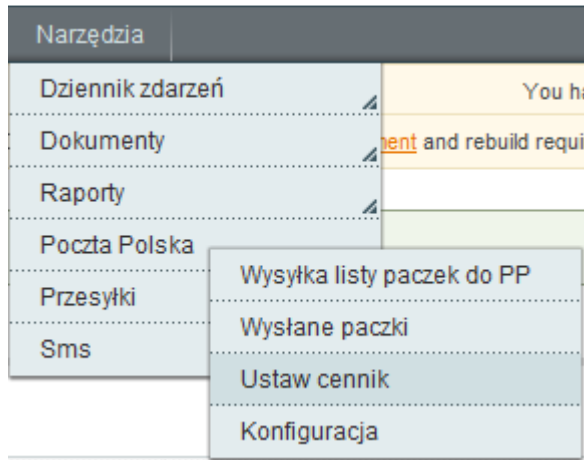 Narzędzia
Dziennik zdarzeń
You ha
Dokumenty
ent and rebuild requi
Raporty
Poczta Polska
Wysyłka listy paczek do PP
Przesyłki
Wysłane paczki
Sms
Ustaw cennik
Konfiguracja